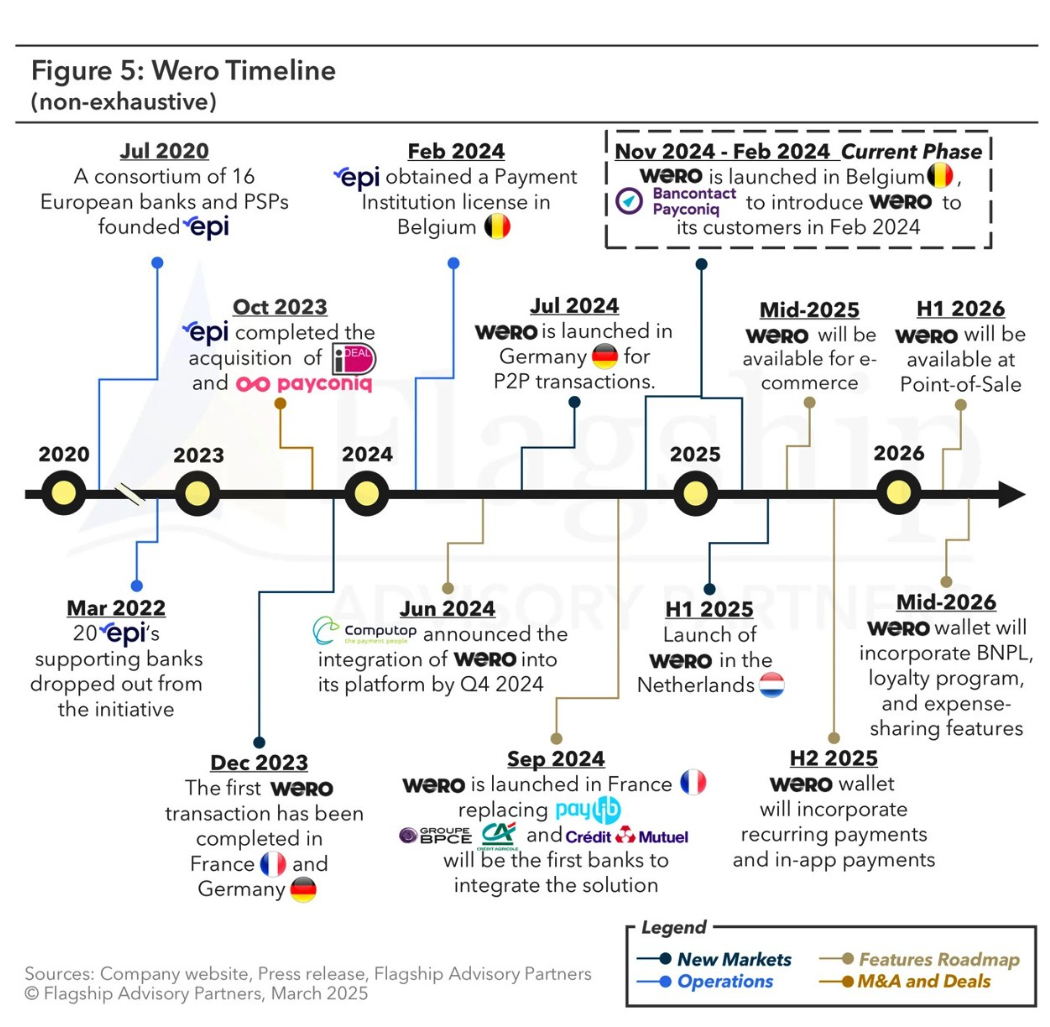 Figure 5: Wero Timeline
(non-exhaustive)
Jul 2020
A consortium of 16
European banks and PSPs
founded epi
Feb 2024
epi obtained a Payment
Institution license in
Belgium
Nov 2024 - Feb 2024 Current Phase
wero is launched in Belgium ,
Bancontact
Payconiq to introduce wero to
its customers in Feb 2024
Oct 2023
epi completed the
acquisition of iDEAL
and payconiq
Jul 2024
wero is launched in
Germany for
P2P transactions.
Mid-2025
wero will be
available for e-
commerce
H1 2026
wero will be
available at
Point-of-Sale
2020
2023
2024
2025
2026
Flagship
ADVISORY PARTNERS
Mar 2022
20 epi's
supporting banks
dropped out from
the initiative
Jun 2024
Computop announced the
the payment people
integration of wero into
its platform by Q4 2024
H1 2025
Launch of
wero in the
Netherlands
Mid-2026
wero wallet will
incorporate BNPL,
loyalty program,
and expense-
sharing features
Dec 2023
The first wero
transaction has been
completed in
France and
Germany
Sep 2024
wero is launched in France
replacing paylib
GROUPE
BPCE CA and Crédit Mutuel
CRÉDIT AGRICOLE
will be the first banks to
integrate the solution
H2 2025
wero wallet
will incorporate
recurring payments
and in-app payments
Legend
New Markets
Features Roadmap
Operations
M&A and Deals
Sources: Company website, Press release, Flagship Advisory Partners
© Flagship Advisory Partners, March 2025